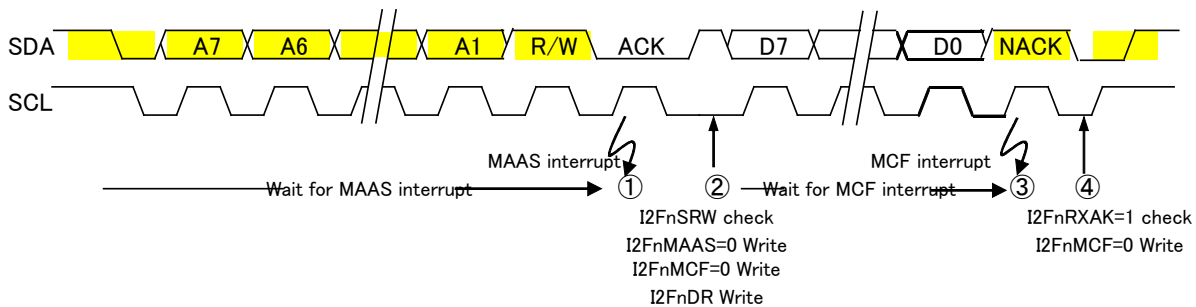 SDA A7 A6 A1 R/W ACK D7 D0 NACK
SCL
MAAS interrupt MCF interrupt
Wait for MAAS interrupt ① ② Wait for MCF interrupt ③ ④
I2FnSRW check I2FnRXAK=1 check
I2FnMAAS=0 Write I2FnMCF=0 Write
I2FnMCF=0 Write
I2FnDR Write